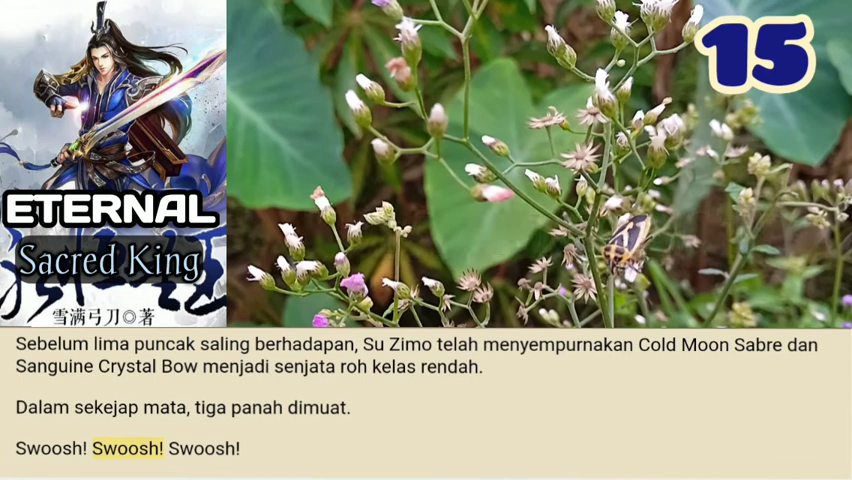 15
ETERNAL
Sacred King
雪满弓刀◎著
Sebelum lima puncak saling berhadapan, Su Zimo telah menyempurnakan Cold Moon Sabre dan
Sanguine Crystal Bow menjadi senjata roh kelas rendah.
Dalam sekejap mata, tiga panah dimuat.
Swoosh! Swoosh! Swoosh!